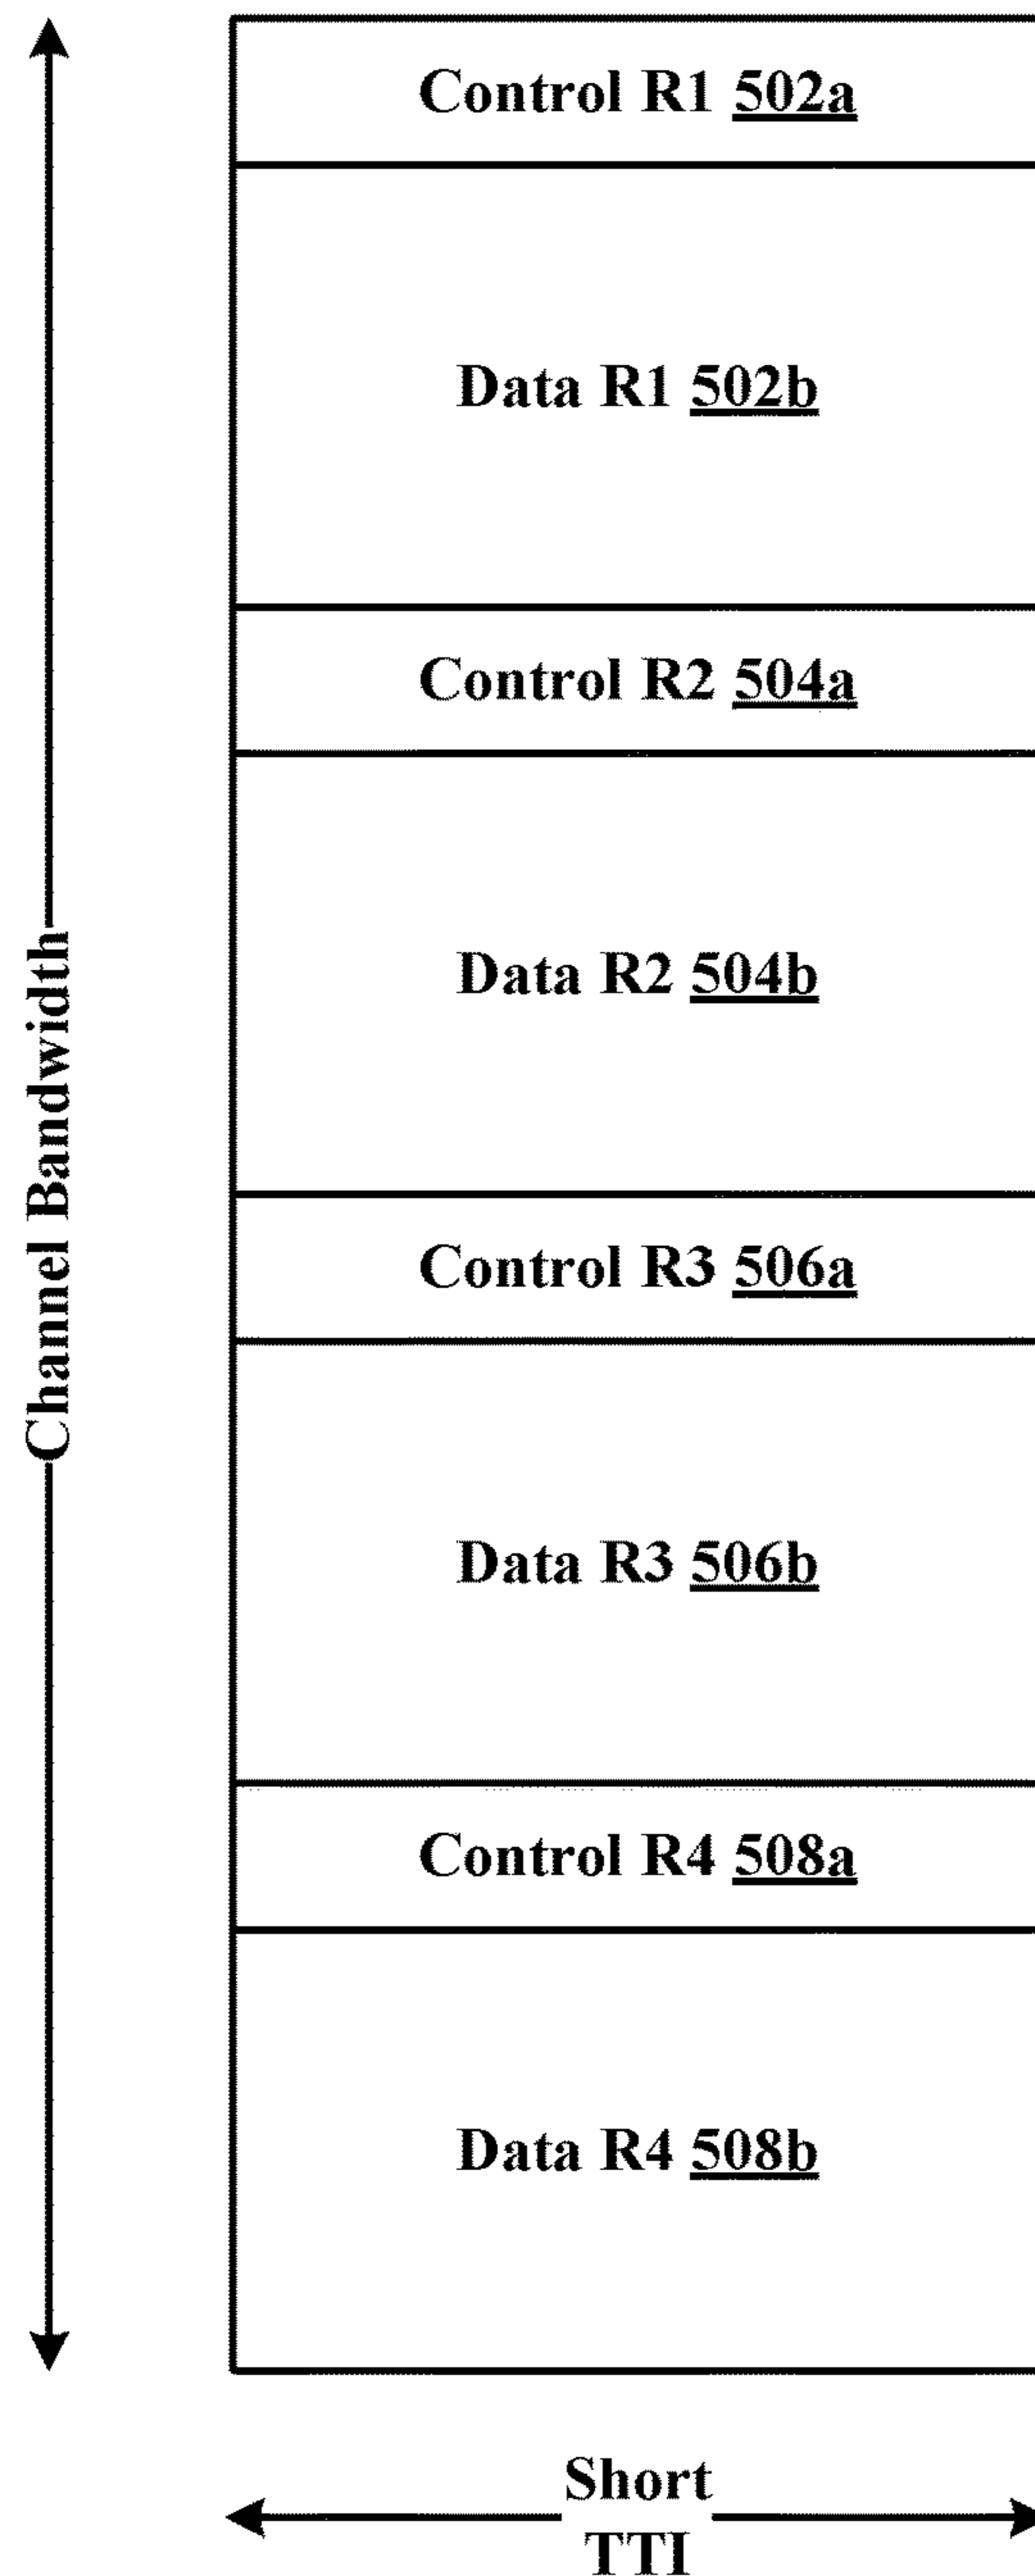 Control R1 502a
Data R1 502b
Control R2 504a
Data R2 504b
Channel Bandwidth
Control R3 506a
Data R3 506b
Control R4 508a
Data R4 508b
Short
TTI